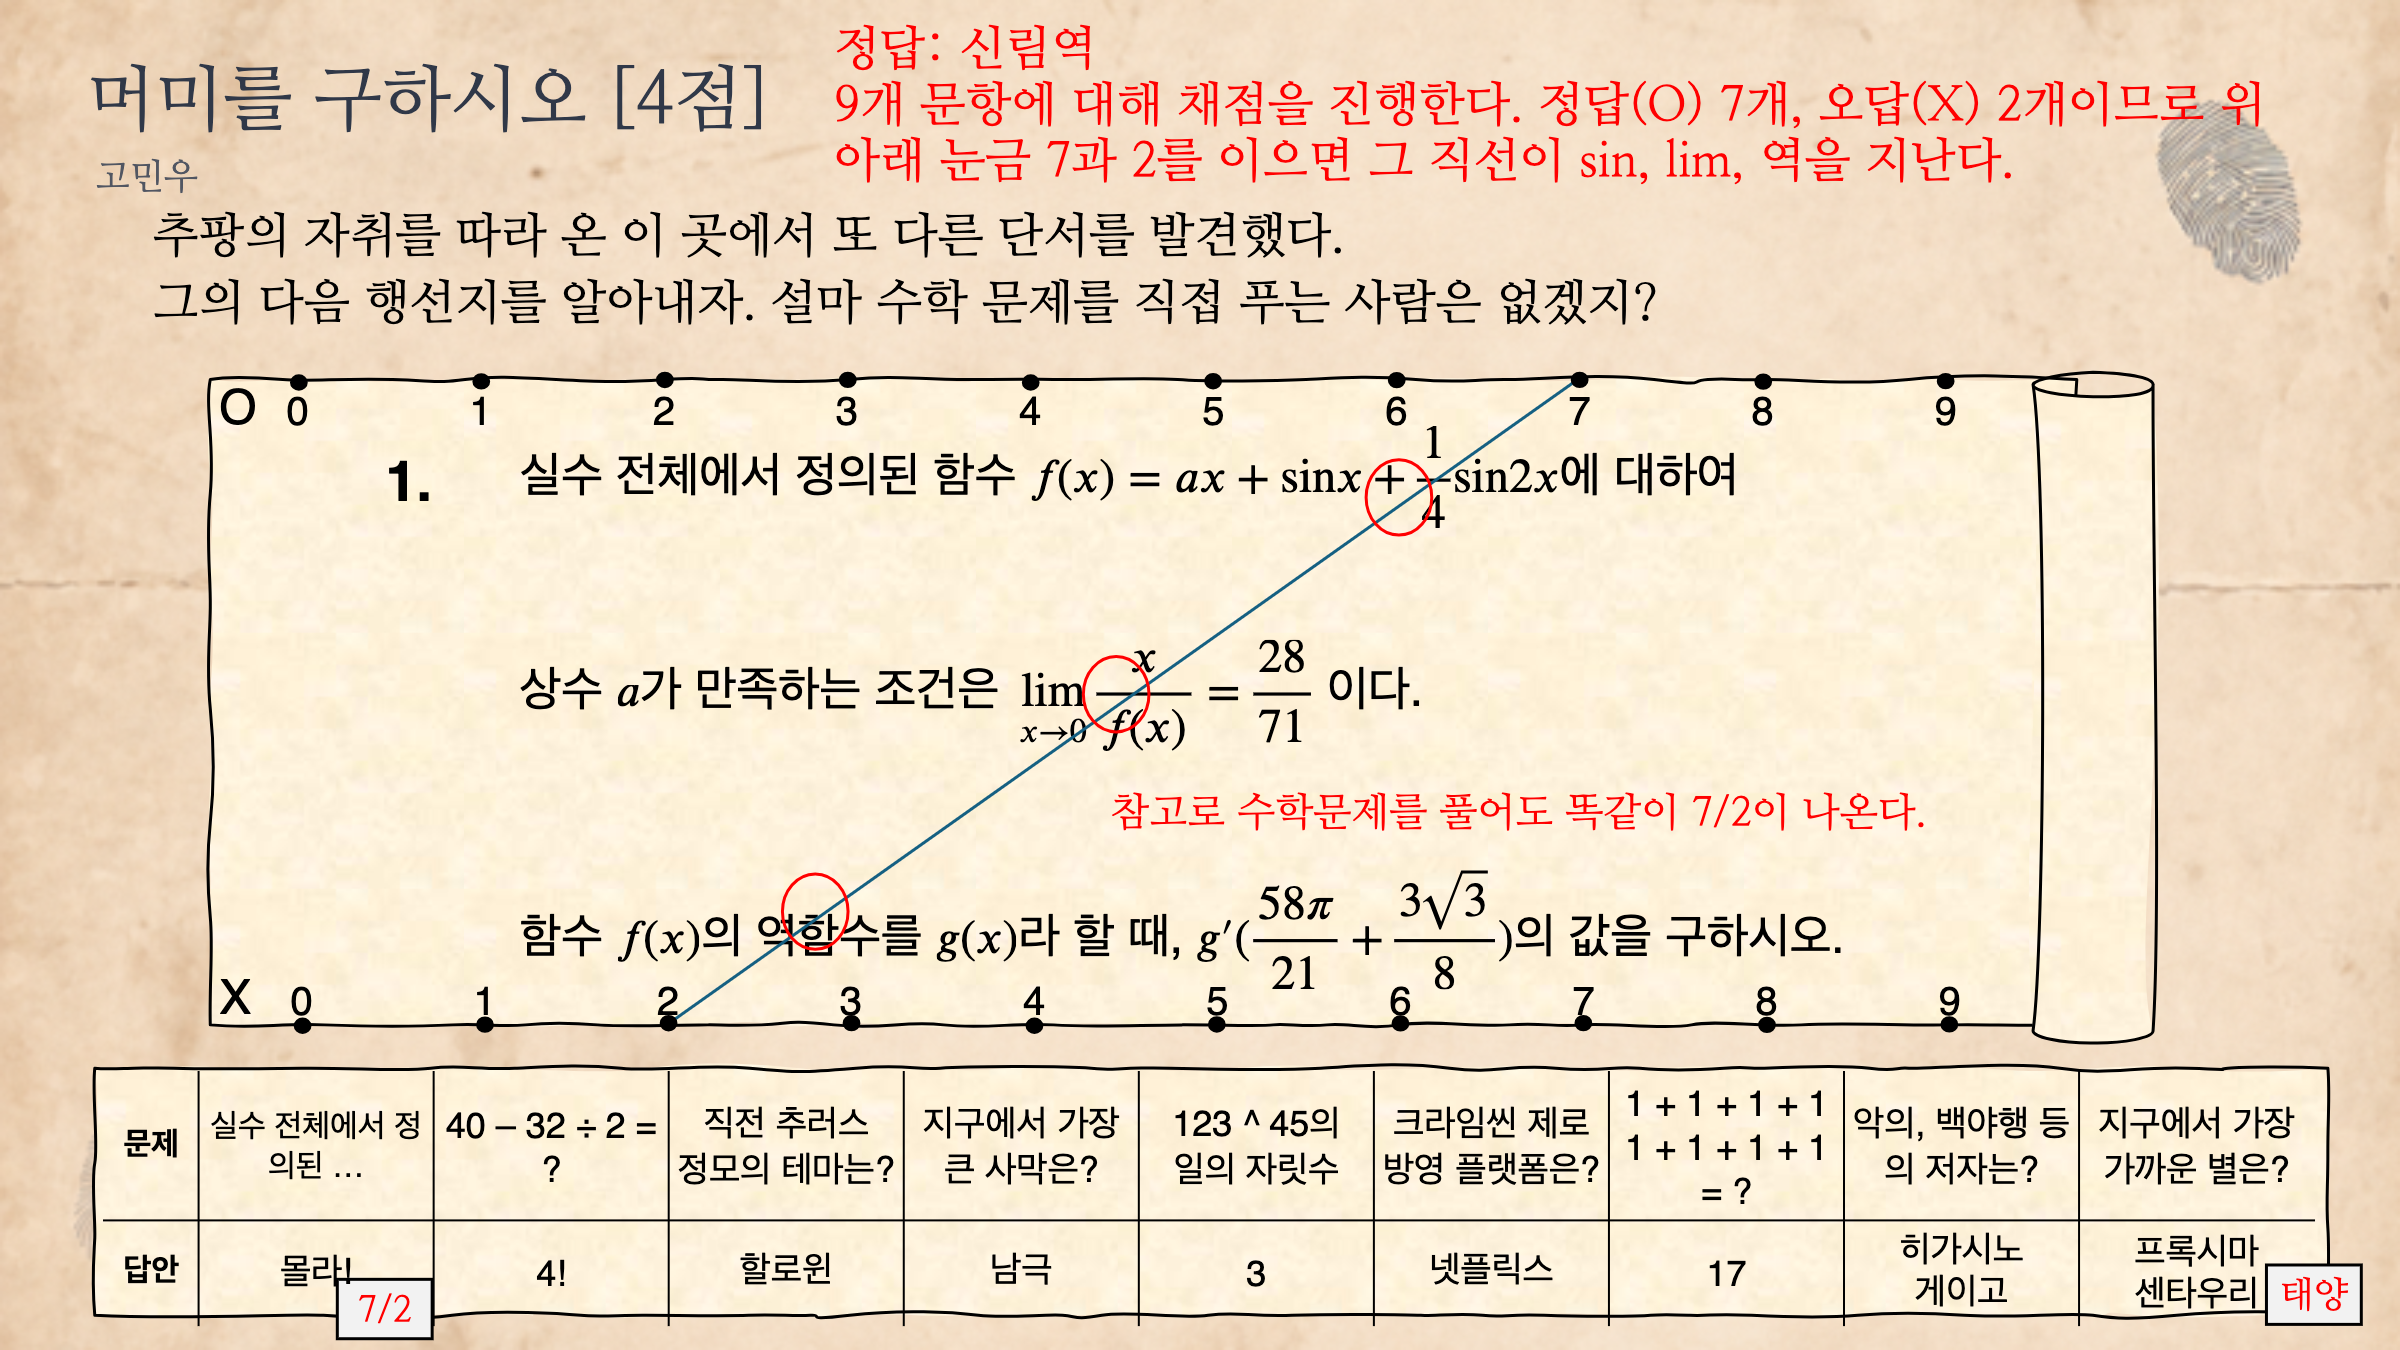 정답: 신림역
9개 문항에 대해 채점을 진행한다. 정답(O) 7개, 오답(X) 2개이므로 위
아래 눈금 7과 2를 이으면 그 직선이 sin, lim, 역을 지난다.
머미를 구하시오 [4점]
고민우
추팡의 자취를 따라 온 이 곳에서 또 다른 단서를 발견했다.
그의 다음 행선지를 알아내자. 설마 수학 문제를 직접 푸는 사람은 없겠지?
O 0 1 2 3 4 5 6 7 8 9
1. 실수 전체에서 정의된 함수 f(x) = ax + sinx + 1/4 sin2x에 대하여
상수 a가 만족하는 조건은 lim x→0 x/f(x) = 28/71 이다.
참고로 수학문제를 풀어도 똑같이 7/2이 나온다.
함수 f(x)의 역함수를 g(x)라 할 때, g′(58π/21 + 3√3/8)의 값을 구하시오.
X 0 1 2 3 4 5 6 7 8 9
문제
실수 전체에서 정
의된 ...
40 – 32 ÷ 2 =
?
직전 추러스
정모의 테마는?
지구에서 가장
큰 사막은?
123 ^ 45의
일의 자릿수
크라임씬 제로
방영 플랫폼은?
1 + 1 + 1 + 1
1 + 1 + 1 + 1
= ?
악의, 백야행 등
의 저자는?
지구에서 가장
가까운 별은?
답안
몰라!
7/2
4!
할로윈
남극
3
넷플릭스
17
히가시노
게이고
프록시마
센타우리
태양